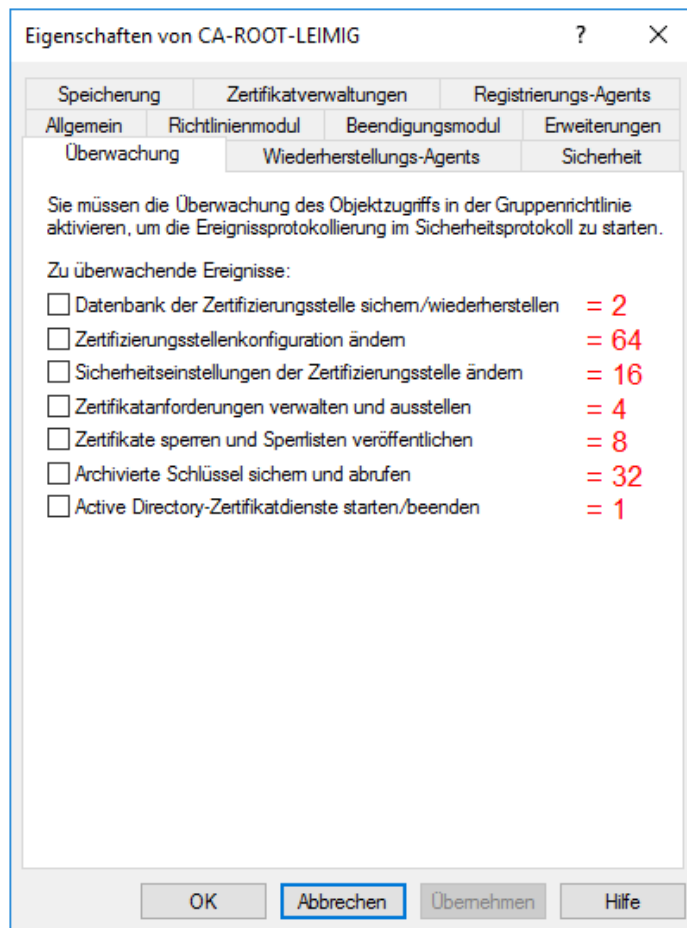 Eigenschaften von CA-ROOT-LEIMIG ?
Speicherung Zertifikatverwaltungen Registrierungs-Agents
Allgemein Richtlinienmodul Beendigungsmodul Erweiterungen
Überwachung Wiederherstellungs-Agents Sicherheit
Sie müssen die Überwachung des Objektzugriffs in der Gruppenrichtlinie
aktivieren, um die Ereignissprotokollierung im Sicherheitsprotokoll zu starten.
Zu überwachende Ereignisse:
Datenbank der Zertifizierungsstelle sichern/wiederherstellen = 2
Zertifizierungsstellenkonfiguration ändern = 64
Sicherheitseinstellungen der Zertifizierungsstelle ändern = 16
Zertifikatanforderungen verwalten und ausstellen = 4
Zertifikate sperren und Sperrlisten veröffentlichen = 8
Archivierte Schlüssel sichern und abrufen = 32
Active Directory-Zertifikatdienste starten/beenden = 1
OK Abbrechen Übernehmen Hilfe